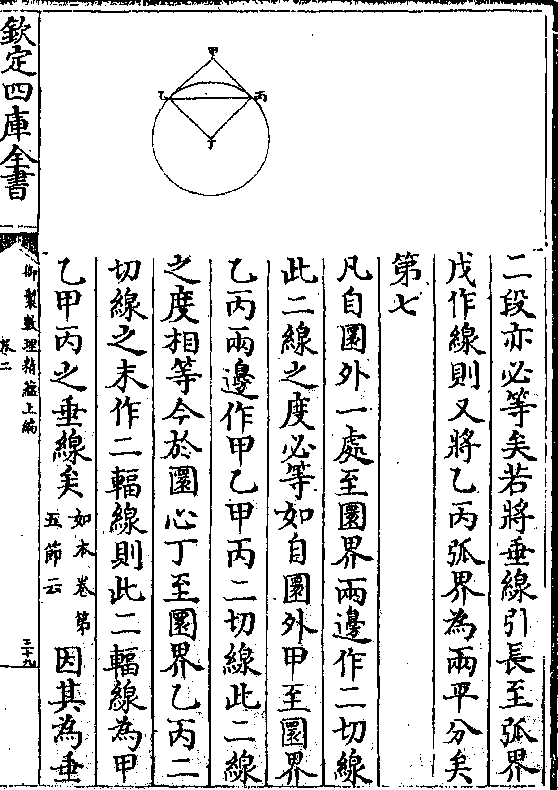 二段亦必等矣若將垂線引長至弧界
戊作線則又將乙丙弧界為兩平分矣
第七
凡自圜外一處至圜界兩邊作二切線
此二線之度必等如自圜外甲至圜界
乙丙兩邊作甲乙甲丙二切線此二線
之度相等今於圜心丁至圜界乙丙二
切線之末作二輻線則此二輻線為甲
乙甲丙之垂線矣如本卷第五節云因其為垂
甲
乙
丙
丁
欽定四庫全書
御製數理精蘊上編
卷二
二十九